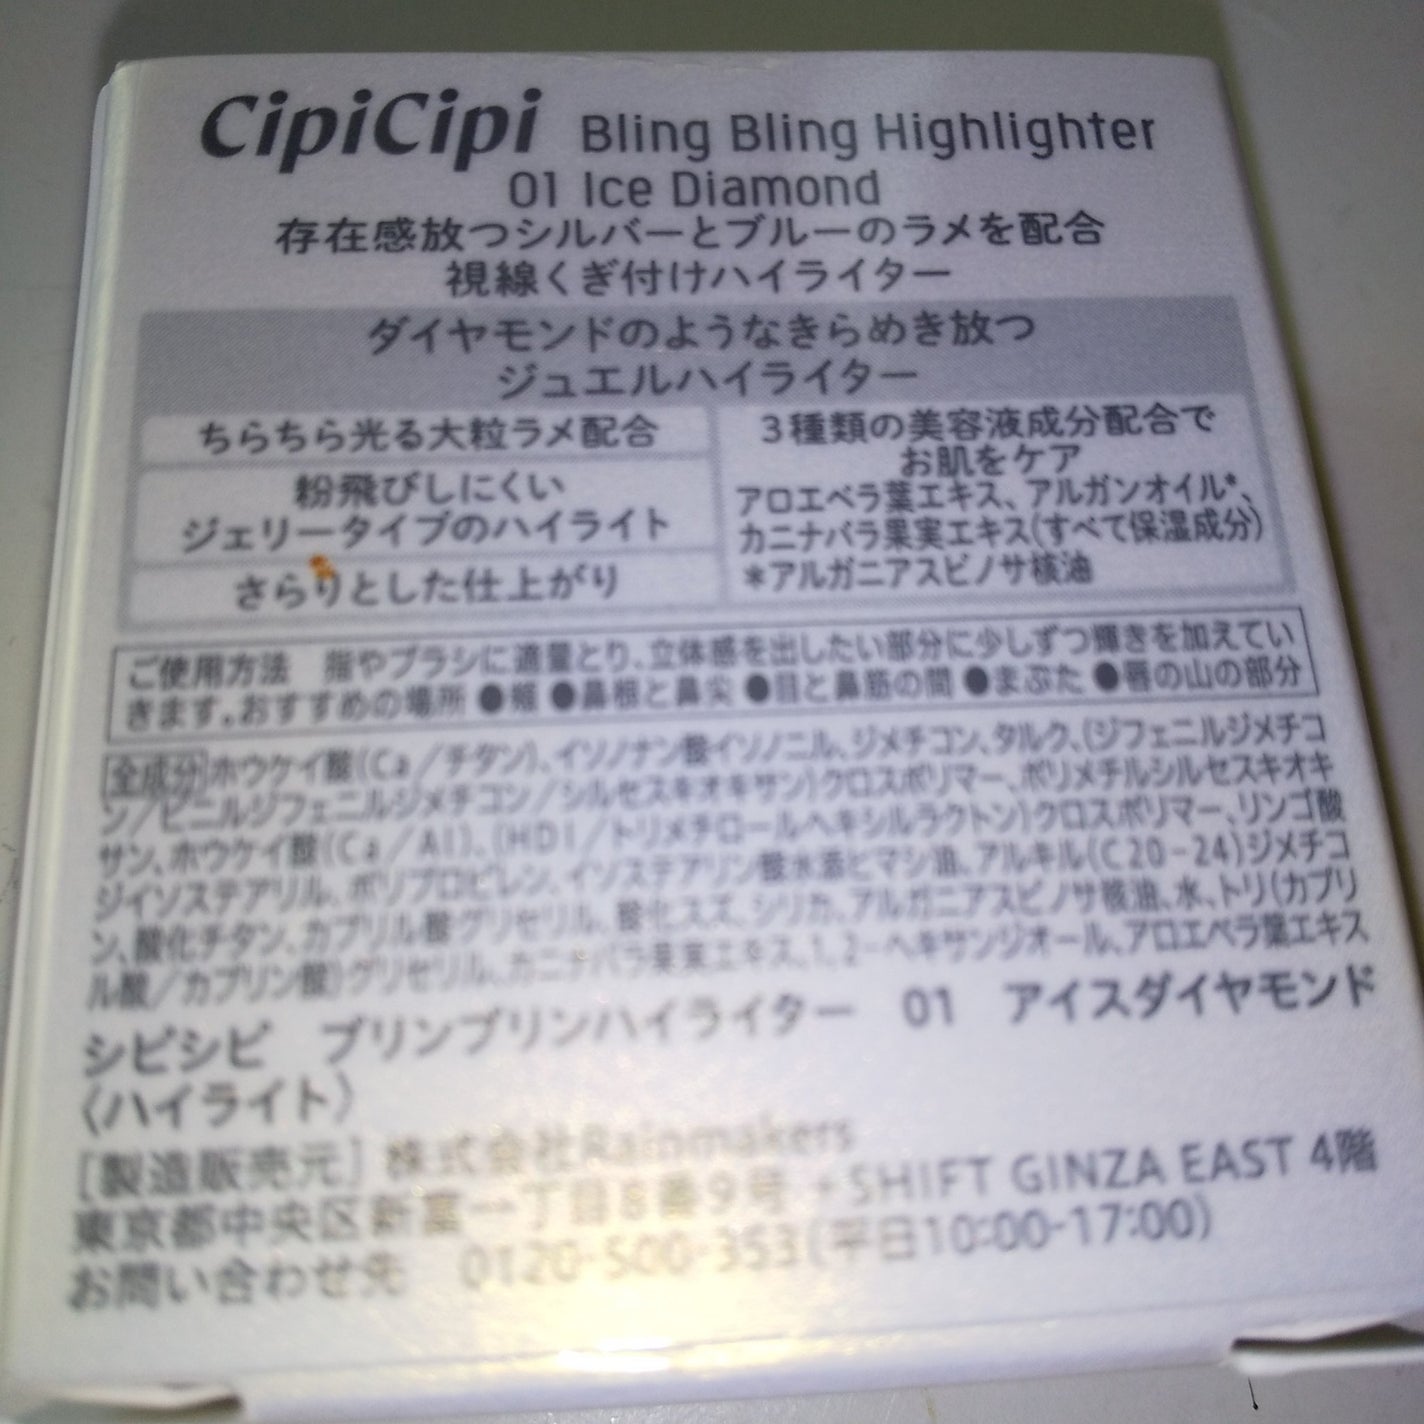 CipiCipi Bling Bling Highlighter
01 Ice Diamond
存在感放つシルバーとブルーのラメを配合
視線くぎ付けハイライター
ダイヤモンドのようなきらめき放つ
ジュエルハイライター
ちらちら光る大粒ラメ配合
粉飛びしにくい
ジェリータイプのハイライト
さらりとした仕上がり
3種類の美容液成分配合で
お肌をケア
アロエベラ葉エキス、アルガンオイル*、
カニナバラ果実エキス(すべて保湿成分)
*アルガニアスピノサ核油
ご使用方法 指やブラシに適量とり、立体感を出したい部分に少しずつ輝きを加えてい
きます。おすすめの場所 ●頬 ●鼻根と鼻尖 ●目と鼻筋の間 ●まぶた ●唇の山の部分
全成分 ホウケイ酸(Ca/チタン)、イソノナン酸イソノニル、ジメチコン、タルク、(ジフェニルジメチコ
ン/ビニルジフェニルジメチコン/シルセスキオキサン)クロスポリマー、ポリメチルシルセスキオキ
サン、ホウケイ酸(Ca/Al)、(HDI/トリメチロールヘキシルラクトン)クロスポリマー、リンゴ酸
ジイソステアリル、ポリプロピレン、イソステアリン酸水添ヒマシ油、アルキル(C20-24)ジメチコ
ン、酸化チタン、カプリル酸グリセリル、酸化スズ、シリカ、アルガニアスピノサ核油、水、トリ(カプリ
ル酸/カプリン酸)グリセリル、カニナバラ果実エキス、1,2-ヘキサンジオール、アロエベラ葉エキス
シピシピ ブリンブリンハイライター 01 アイスダイヤモンド
〈ハイライト〉
[製造販売元] 株式会社Rainmakers
東京都中央区新富一丁目8番9号 +SHIFT GINZA EAST 4階
お問い合わせ先 0120-500-353(平日10:00-17:00)